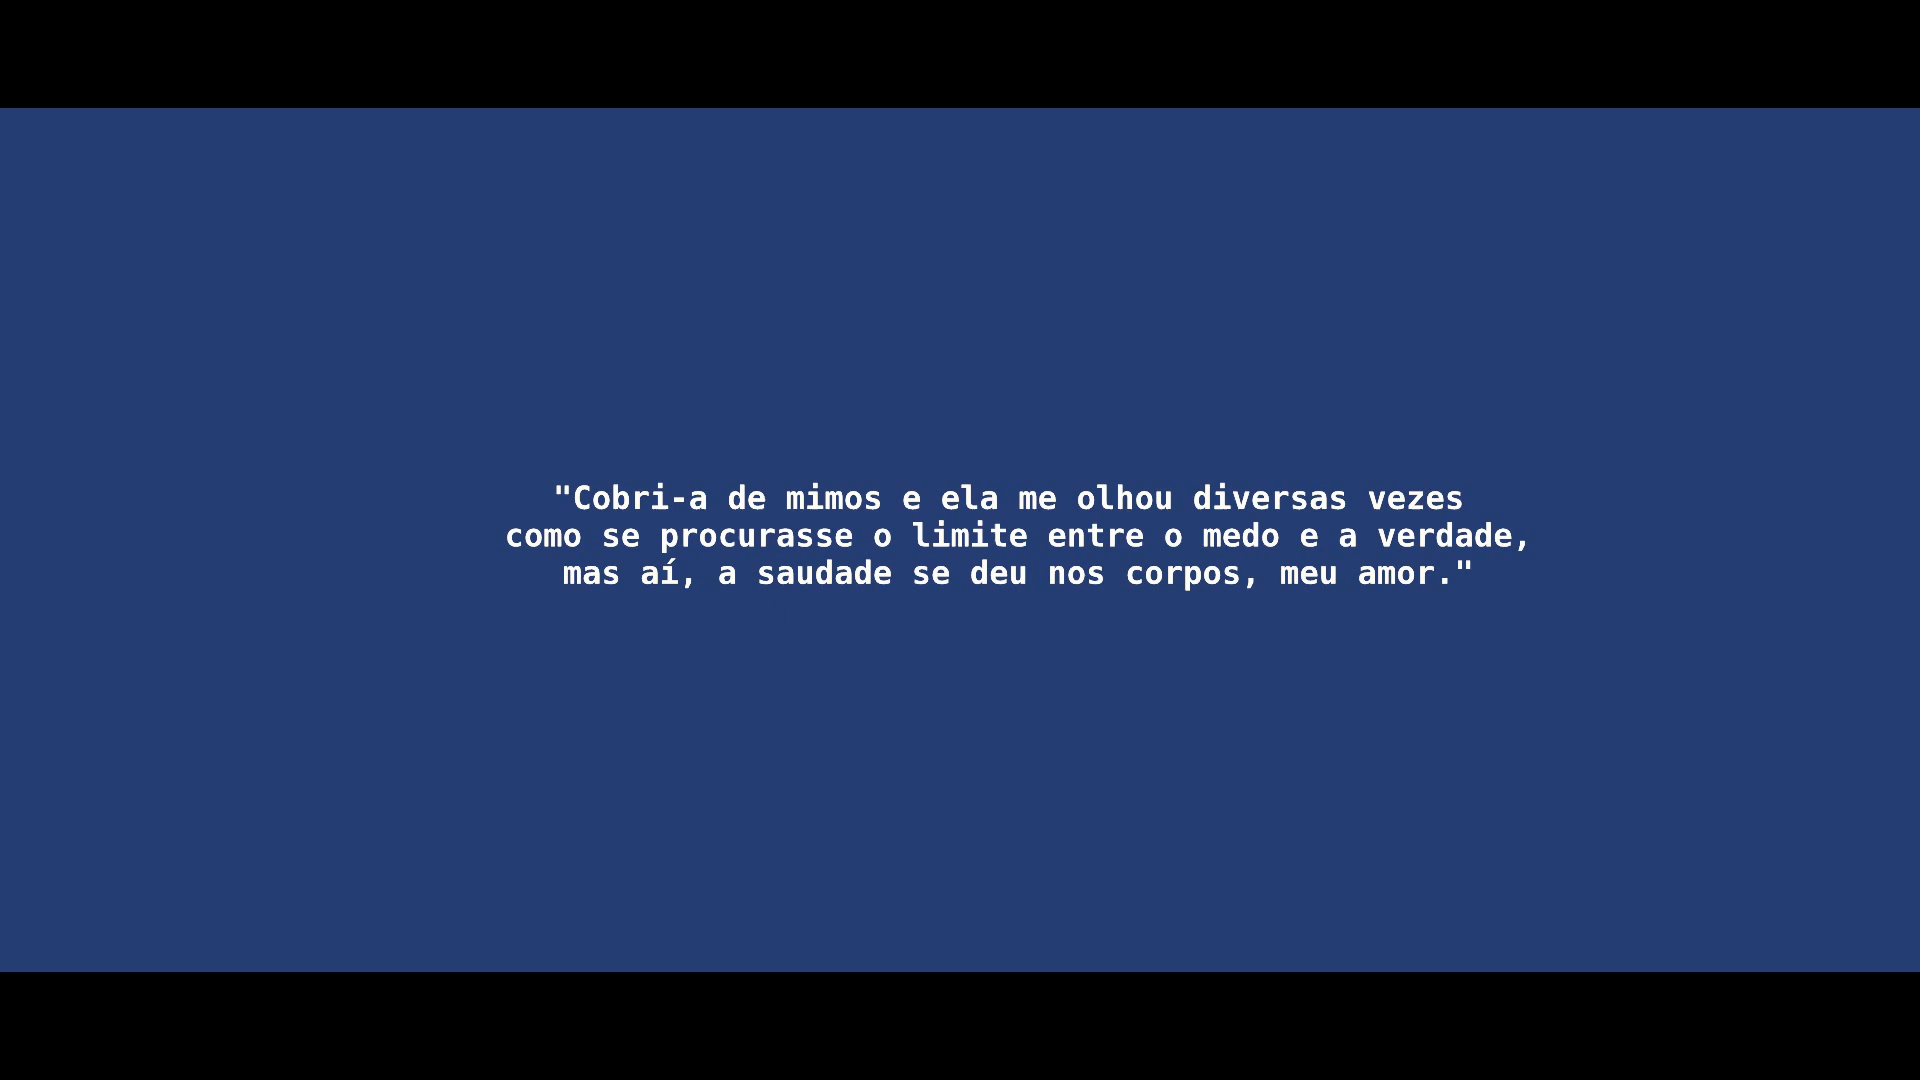 "Cobri-a de mimos e ela me olhou diversas vezes
como se procurasse o limite entre o medo e a verdade,
mas aí, a saudade se deu nos corpos, meu amor."